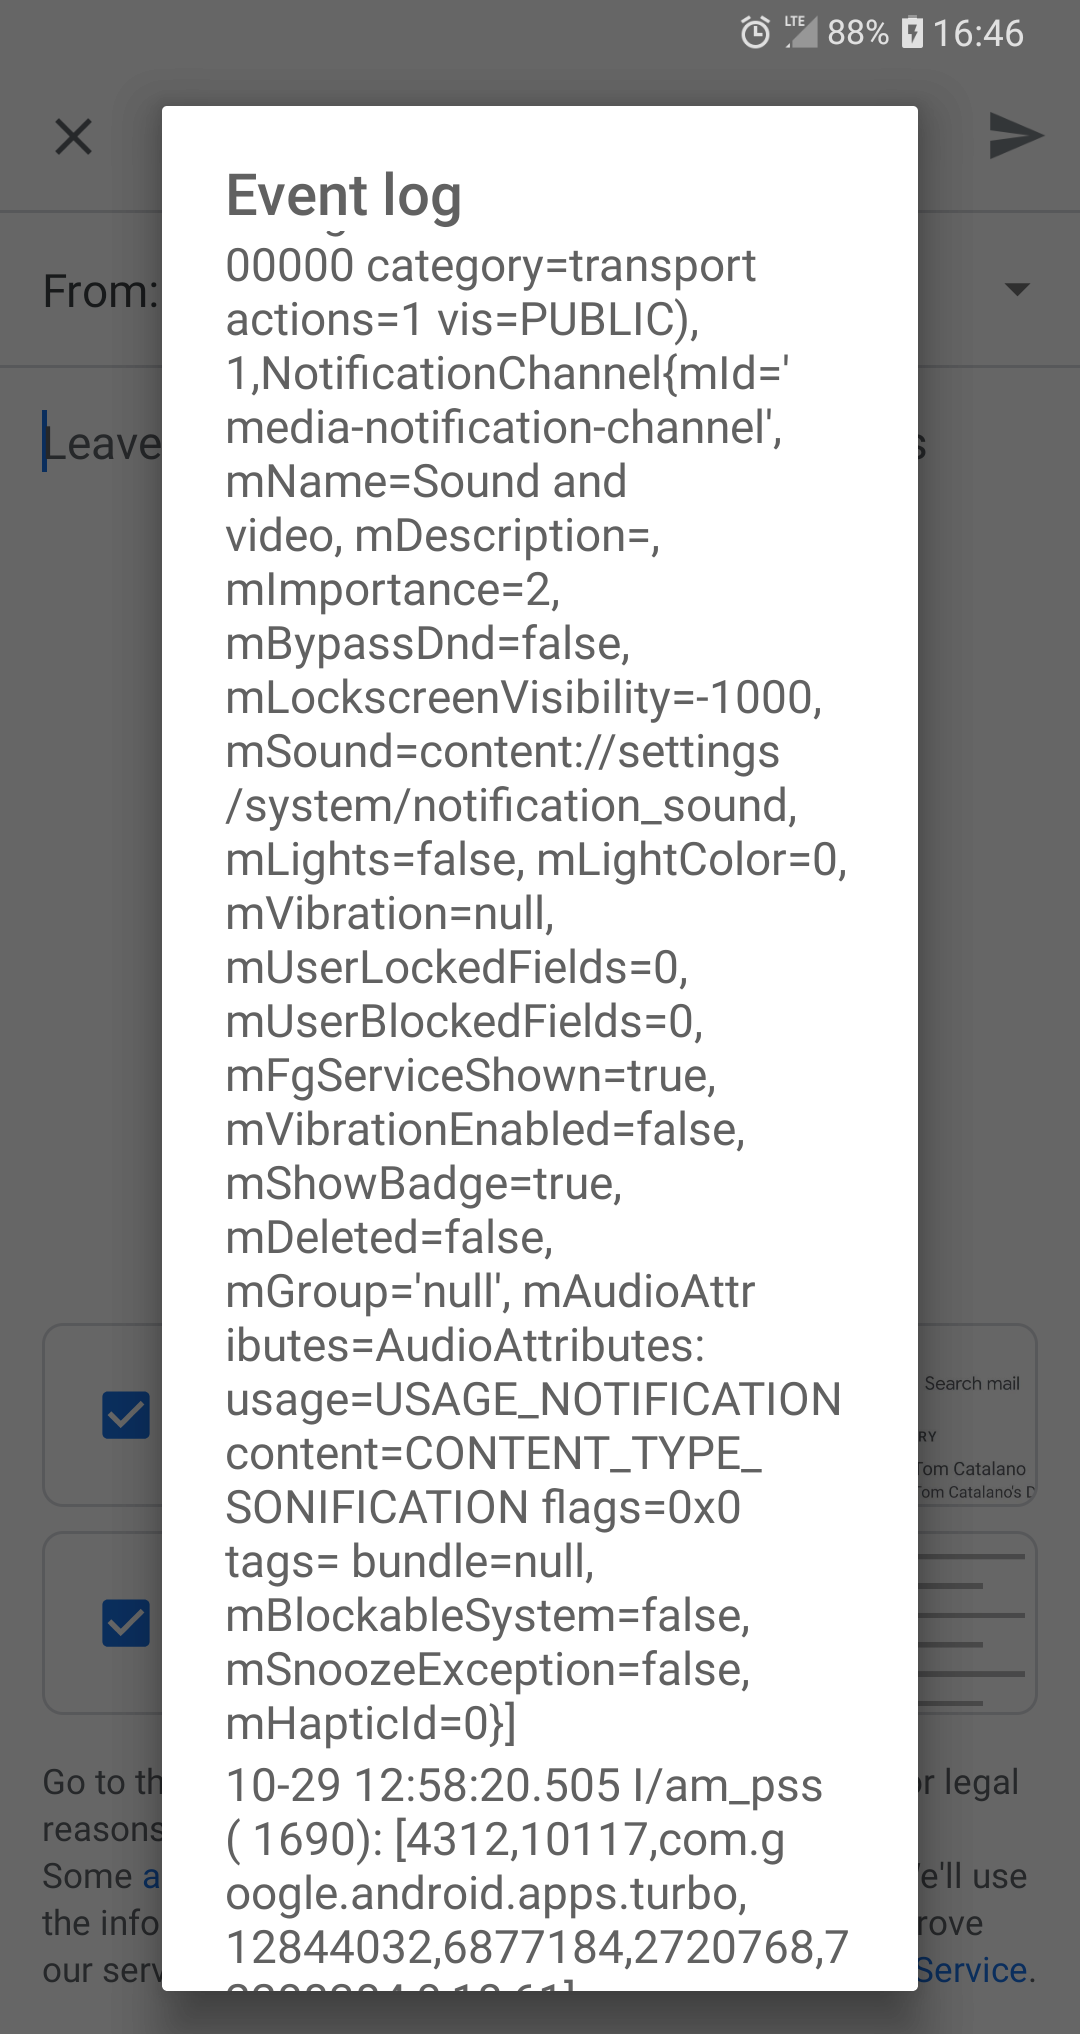 LTE 88% 16:46
Event log
00000 category=transport
actions=1 vis=PUBLIC),
1,NotificationChannel{mId='
media-notification-channel',
mName=Sound and
video, mDescription=,
mImportance=2,
mBypassDnd=false,
mLockscreenVisibility=-1000,
mSound=content://settings
/system/notification_sound,
mLights=false, mLightColor=0,
mVibration=null,
mUserLockedFields=0,
mUserBlockedFields=0,
mFgServiceShown=true,
mVibrationEnabled=false,
mShowBadge=true,
mDeleted=false,
mGroup='null', mAudioAttr
ibutes=AudioAttributes:
usage=USAGE_NOTIFICATION
content=CONTENT_TYPE_
SONIFICATION flags=0x0
tags= bundle=null,
mBlockableSystem=false,
mSnoozeException=false,
mHapticId=0}]
10-29 12:58:20.505 I/am_pss
( 1690): [4312,10117,com.g
oogle.android.apps.turbo,
12844032,6877184,2720768,7
From:
Leave
Search mail
RY
Tom Catalano
Tom Catalano's D
Go to th
r legal
reasons
Some a
e'll use
the info
rove
our serv
Service.